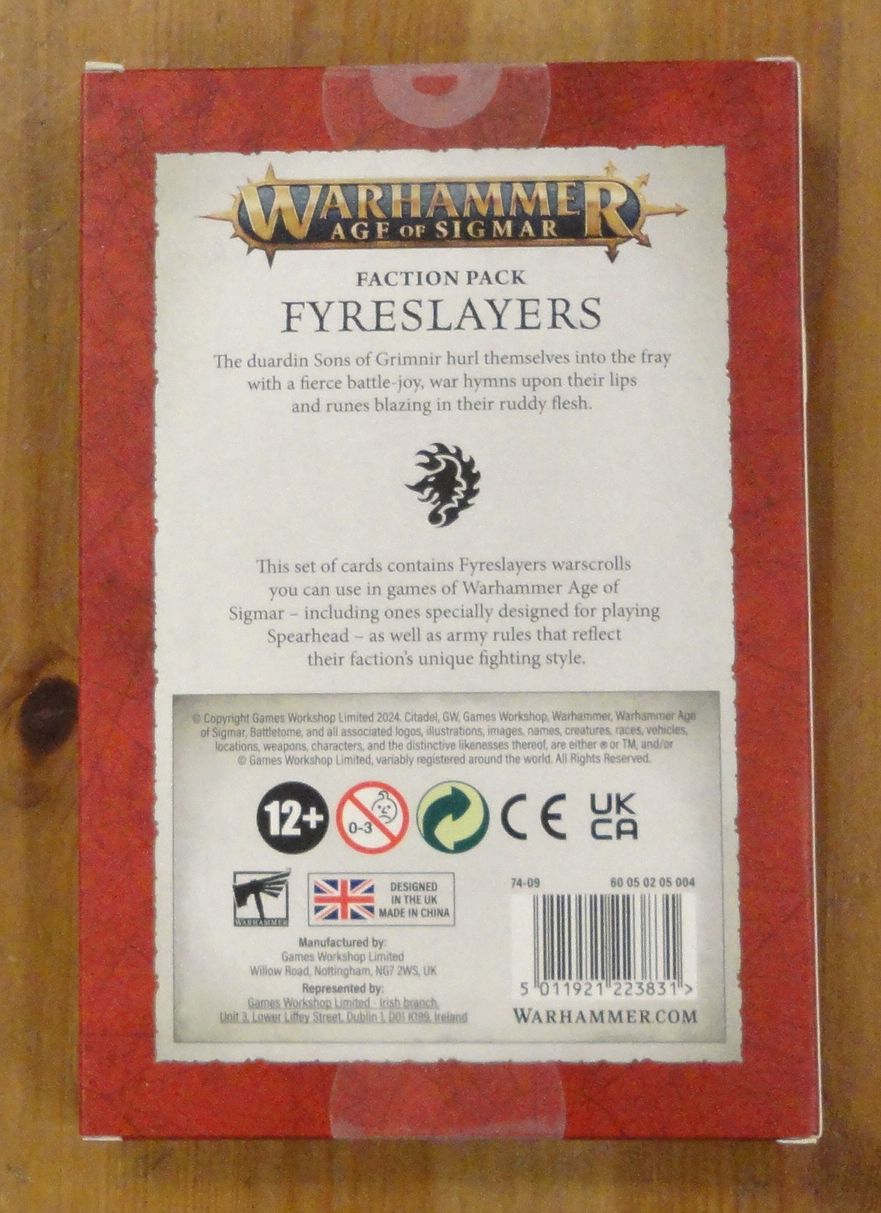 WARHAMMER
AGE OF SIGMAR
FACTION PACK
FYRESLAYERS
The duardin Sons of Grimnir hurl themselves into the fray
with a fierce battle-joy, war hymns upon their lips
and runes blazing in their ruddy flesh.
This set of cards contains Fyreslayers warscrolls
you can use in games of Warhammer Age of
Sigmar – including ones specially designed for playing
Spearhead – as well as army rules that reflect
their faction's unique fighting style.
© Copyright Games Workshop Limited 2024. Citadel, GW, Games Workshop, Warhammer, Warhammer Age
of Sigmar, Battletome, and all associated logos, illustrations, images, names, creatures, races, vehicles,
locations, weapons, characters, and the distinctive likenesses thereof, are either ® or TM, and/or
© Games Workshop Limited, variably registered around the world. All Rights Reserved.
12+
0-3
CE
UK
CA
WARHAMMER
DESIGNED
IN THE UK
MADE IN CHINA
Manufactured by:
Games Workshop Limited
Willow Road, Nottingham, NG7 2WS, UK
Represented by:
Games Workshop Limited - Irish branch,
Unit 3, Lower Liffey Street, Dublin 1, D01 K199, Ireland
74-09 60 05 02 05 004
5 011921 223831 >
WARHAMMER.COM